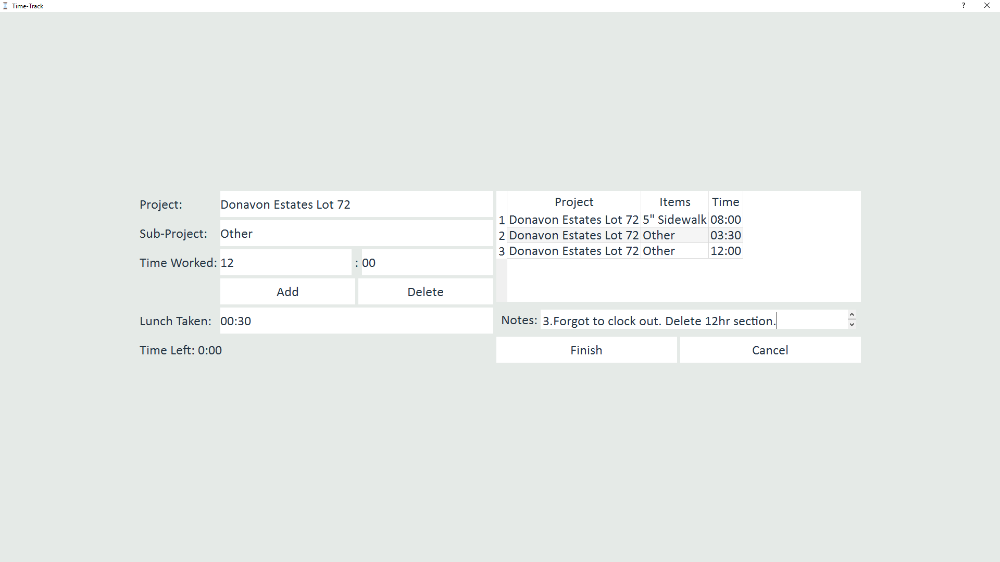 Time-Track
?
Project: Donavon Estates Lot 72
Sub-Project: Other
Time Worked: 12 : 00
Add Delete
Lunch Taken: 00:30
Time Left: 0:00
Project Items Time
1 Donavon Estates Lot 72 5" Sidewalk 08:00
2 Donavon Estates Lot 72 Other 03:30
3 Donavon Estates Lot 72 Other 12:00
Notes: 3.Forgot to clock out. Delete 12hr section.
Finish Cancel